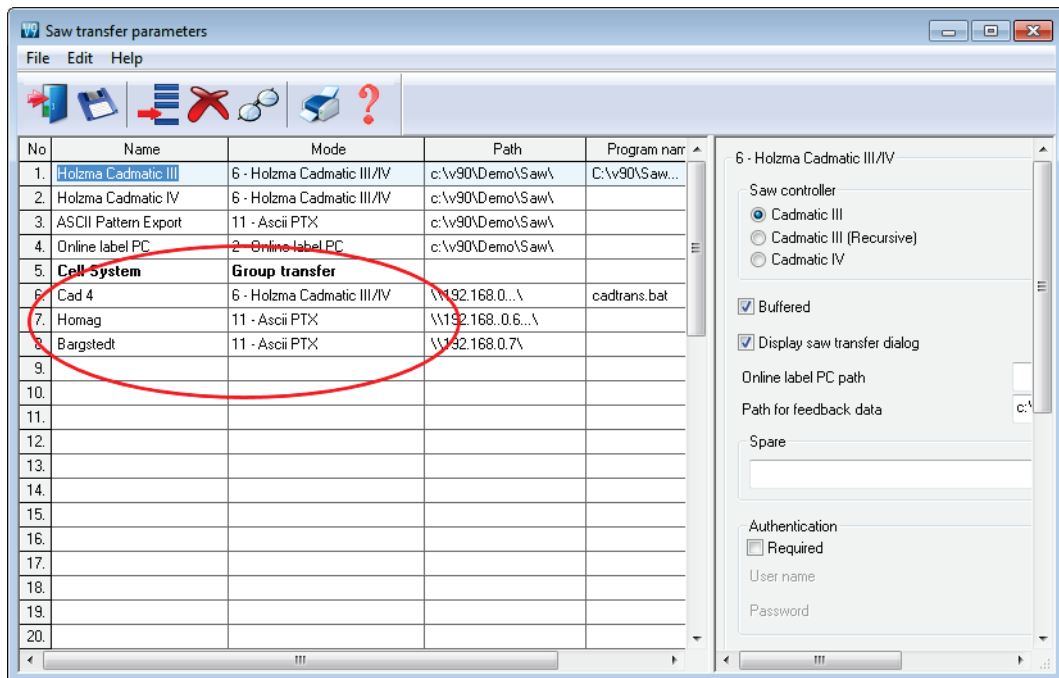 Saw transfer parameters
File Edit Help
No Name Mode Path Program nam
1. Holzma Cadmatic III 6 - Holzma Cadmatic III/IV c:\v90\Demo\Saw\ C:\v90\Saw...
2. Holzma Cadmatic IV 6 - Holzma Cadmatic III/IV c:\v90\Demo\Saw\
3. ASCII Pattern Export 11 - Ascii PTX c:\v90\Demo\Saw\
4. Online label PC 2 - Online label PC c:\v90\Demo\Saw\
5. Cell System Group transfer
6. Cad 4 6 - Holzma Cadmatic III/IV \\192.168.0...\ cadtrans.bat
7. Homag 11 - Ascii PTX \\192.168..0.6...\
8. Bargstedt 11 - Ascii PTX \\192.168.0.7\
9.
10.
11.
12.
13.
14.
15.
16.
17.
18.
19.
20.
6 - Holzma Cadmatic III/IV
Saw controller
Cadmatic III
Cadmatic III (Recursive)
Cadmatic IV
Buffered
Display saw transfer dialog
Online label PC path
Path for feedback data c:\
Spare
Authentication
Required
User name
Password